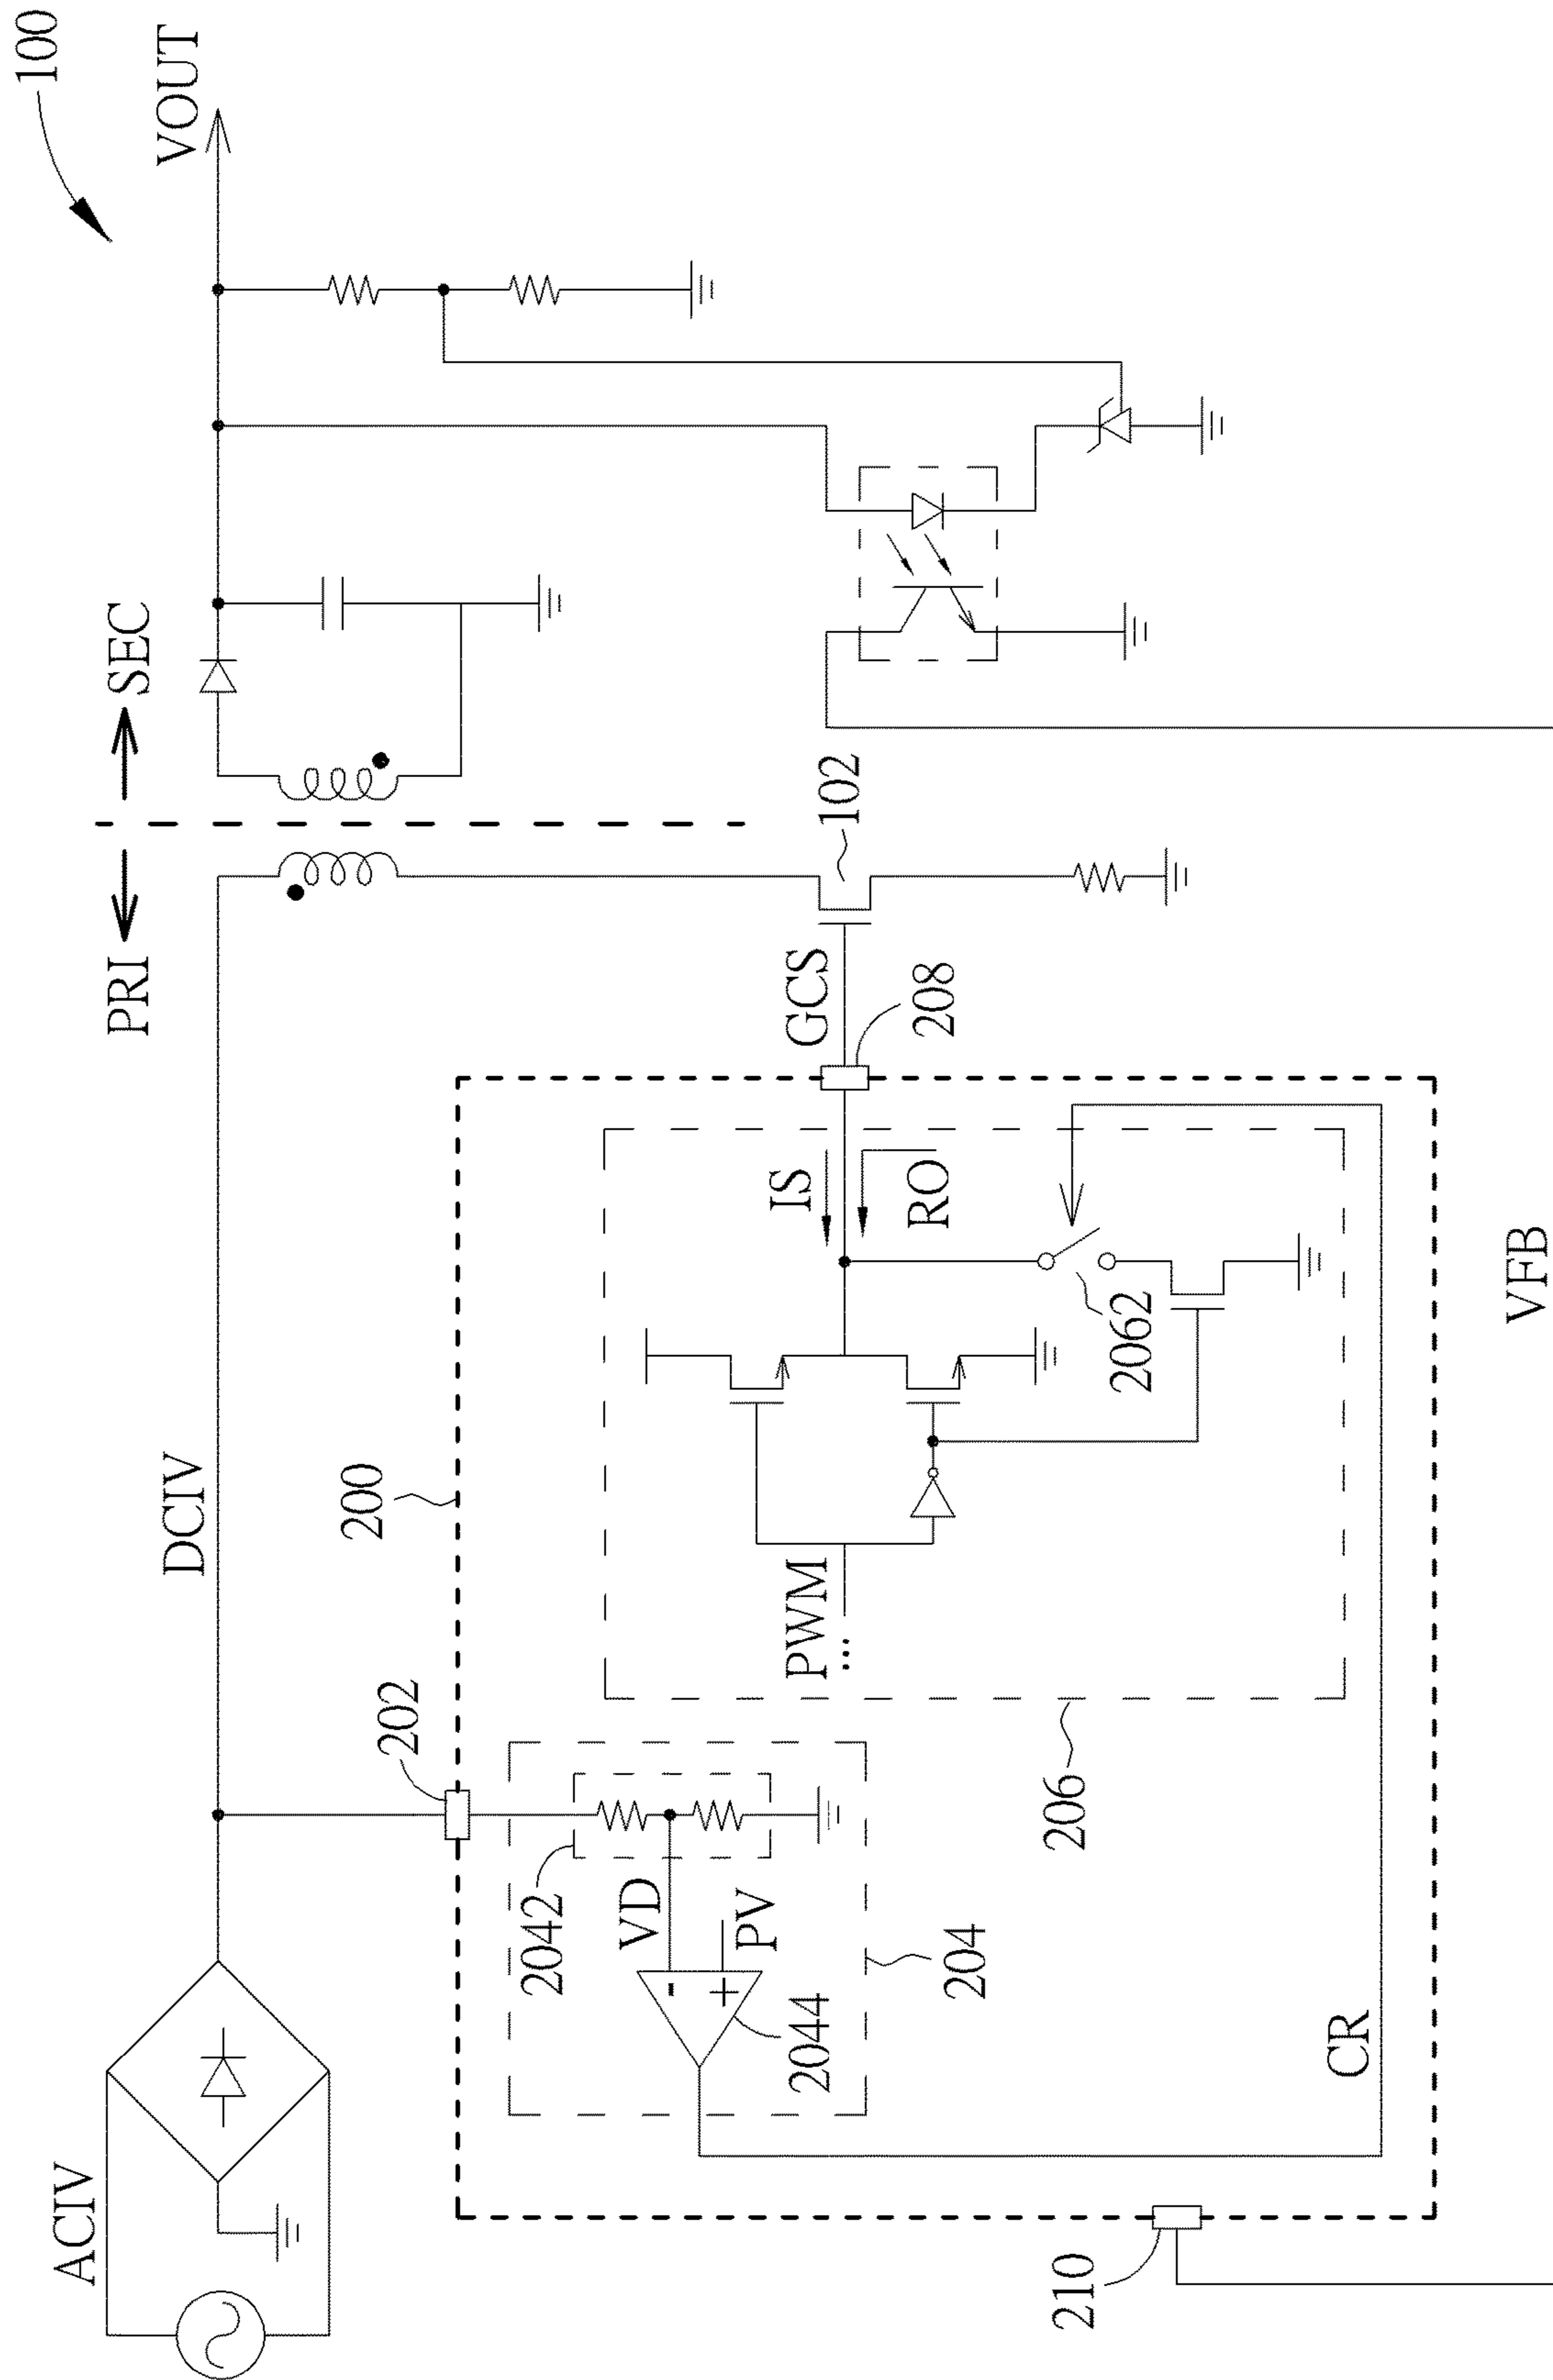 100
VOUT
PRI
SEC
ACIV
DCIV
202
200
2042
VD
PV
2044
204
PWM
...
206
IS
RO
2062
GCS
208
102
CR
210
VFB
-
+